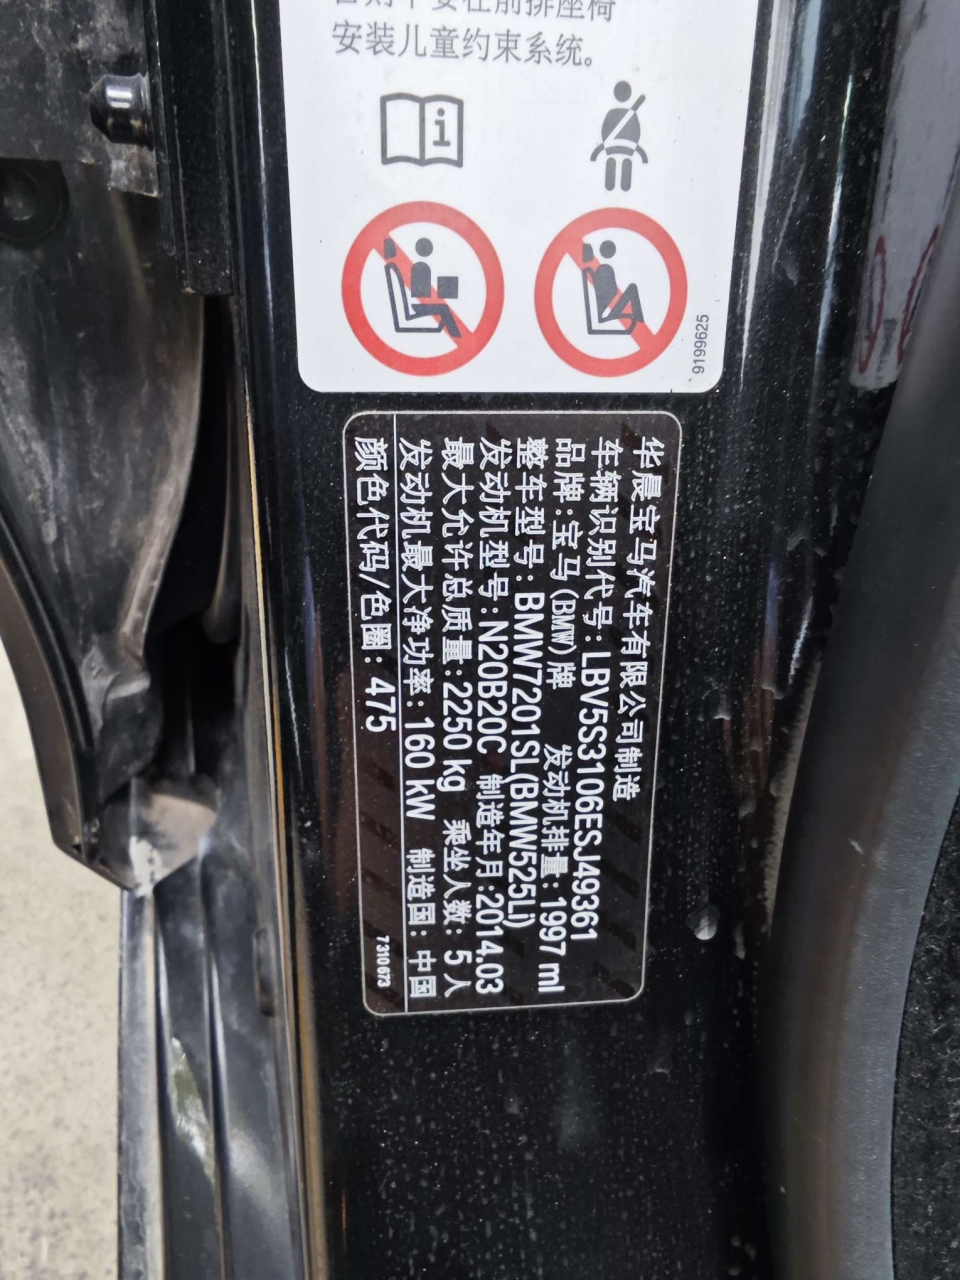 安装儿童约束系统。
9199625
华晨宝马汽车有限公司制造
车辆识别代号:LBV5S3106ESJ49361
品牌:宝马(BMW)牌 发动机排量:1997 ml
整车型号:BMW7201SL(BMW525Li)
发动机型号:N20B20C 制造年月:2014.03
最大允许总质量:2250 kg 乘坐人数:5人
发动机最大净功率:160 kW 制造国:中国
颜色代码/色圈:475
7310673